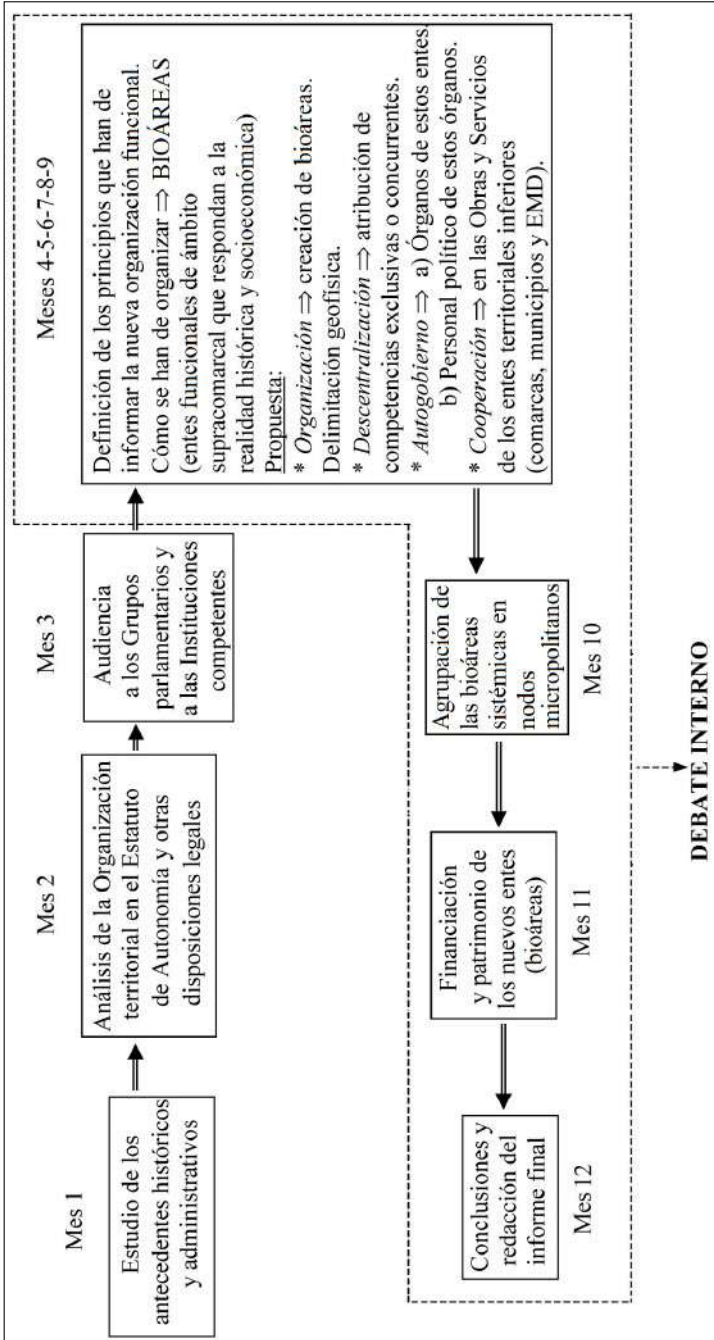 Mes 1
Estudio de los
antecedentes históricos
y administrativos
Mes 2
Análisis de la Organización
territorial en el Estatuto
de Autonomía y otras
disposiciones legales
Mes 3
Audiencia
a los Grupos
parlamentarios y
a las Instituciones
competentes
Meses 4-5-6-7-8-9
Definición de los principios que han de
informar la nueva organización funcional.
Cómo se han de organizar ⇒ BIOÁREAS
(entes funcionales de ámbito
supracomarcal que respondan a la
realidad histórica y socioeconómica)
Propuesta:
* Organización ⇒ creación de bioáreas.
Delimitación geofísica.
* Descentralización ⇒ atribución de
competencias exclusivas o concurrentes.
* Autogobierno ⇒ a) Órganos de estos entes.
b) Personal político de estos órganos.
* Cooperación ⇒ en las Obras y Servicios
de los entes territoriales inferiores
(comarcas, municipios y EMD).
Agrupación de
las bioáreas
sistémicas en
nodos
micropolitanos
Mes 10
Financiación
y patrimonio de
los nuevos entes
(bioáreas)
Mes 11
Conclusiones y
redacción del
informe final
Mes 12
DEBATE INTERNO